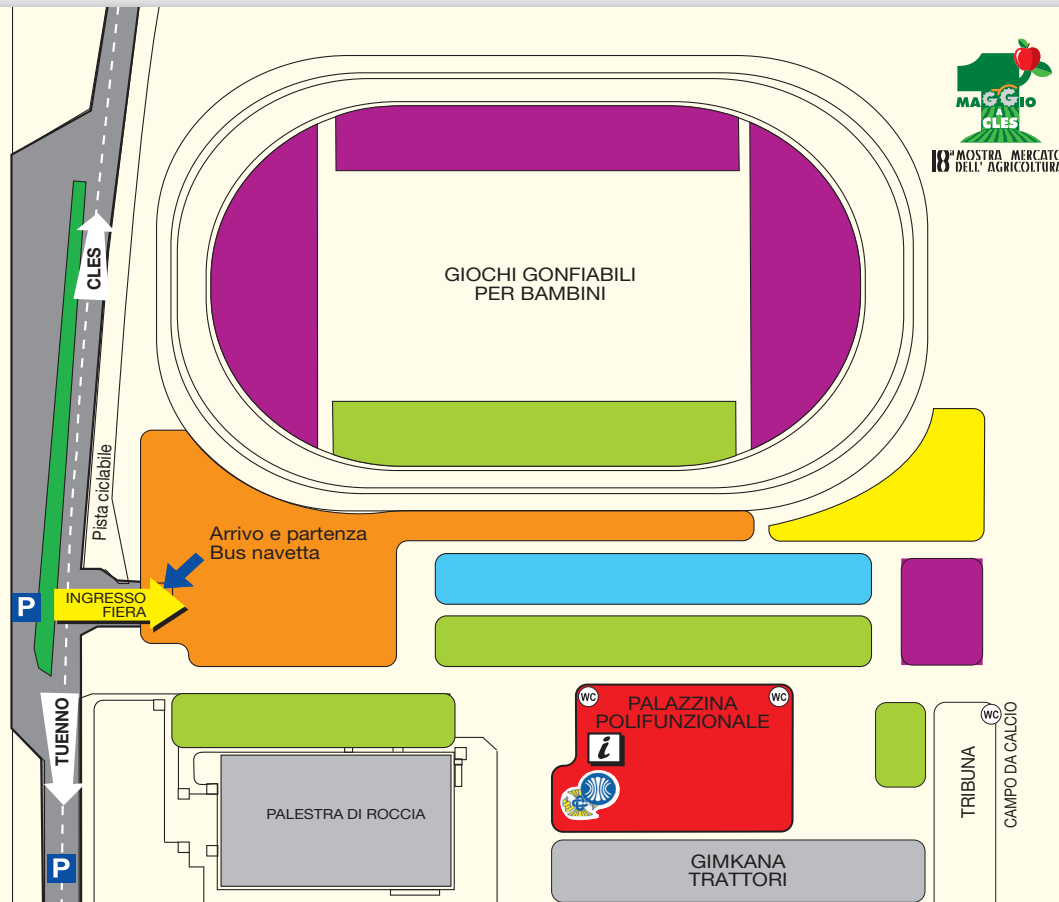 1
MAGGIO
A
CLES
18ª MOSTRA MERCATO
DELL' AGRICOLTURA
GIOCHI GONFIABILI
PER BAMBINI
CLES
Pista ciclabile
Arrivo e partenza
Bus navetta
P
INGRESSO
FIERA
TUENNO
P
PALESTRA DI ROCCIA
WC
WC
PALAZZINA
POLIFUNZIONALE
i
GIMKANA
TRATTORI
WC
TRIBUNA
CAMPO DA CALCIO